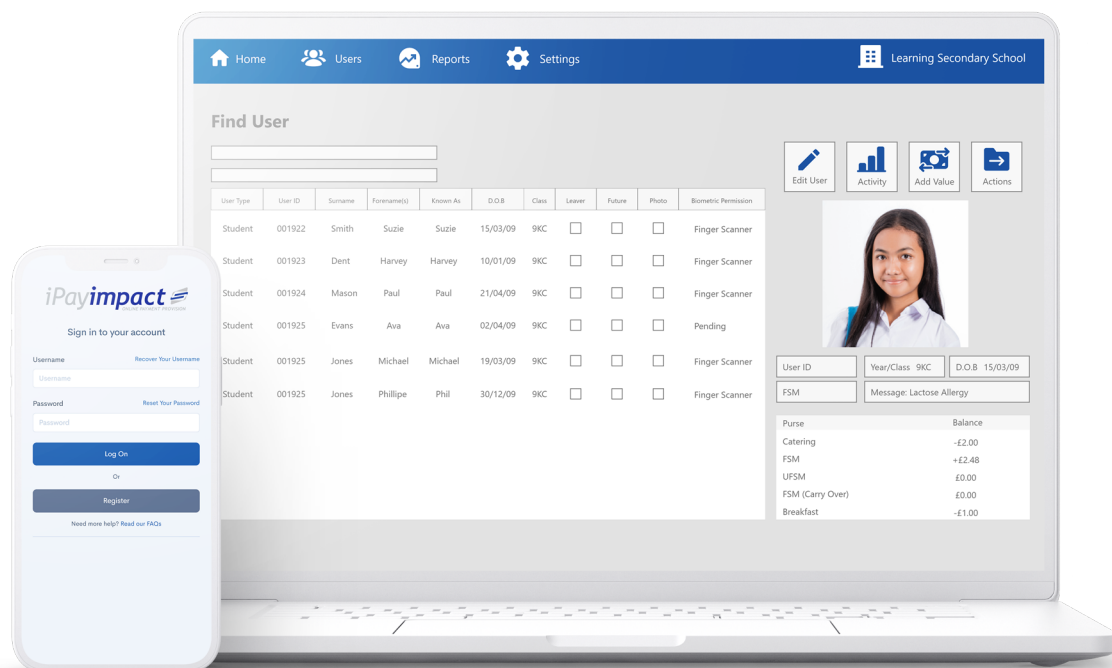 Home Users Reports Settings Learning Secondary School
Find User
Edit User Activity Add Value Actions
User Type User ID Surname Forename(s) Known As D.O.B Class Leaver Future Photo Biometric Permission
Student 001922 Smith Suzie Suzie 15/03/09 9KC Finger Scanner
Student 001923 Dent Harvey Harvey 10/01/09 9KC Finger Scanner
Student 001924 Mason Paul Paul 21/04/09 9KC Finger Scanner
Student 001925 Evans Ava Ava 02/04/09 9KC Pending
Student 001925 Jones Michael Michael 19/03/09 9KC Finger Scanner
Student 001925 Jones Phillipe Phil 30/12/09 9KC Finger Scanner
User ID Year/Class 9KC D.O.B 15/03/09
FSM Message: Lactose Allergy
Purse Balance
Catering -£2.00
FSM +£2.48
UFSM £0.00
FSM (Carry Over) £0.00
Breakfast -£1.00
iPayimpact
ONLINE PAYMENT PROVISION
Sign in to your account
Username Recover Your Username
Username
Password Reset Your Password
Password
Log On
Or
Register
Need more help? Read our FAQs